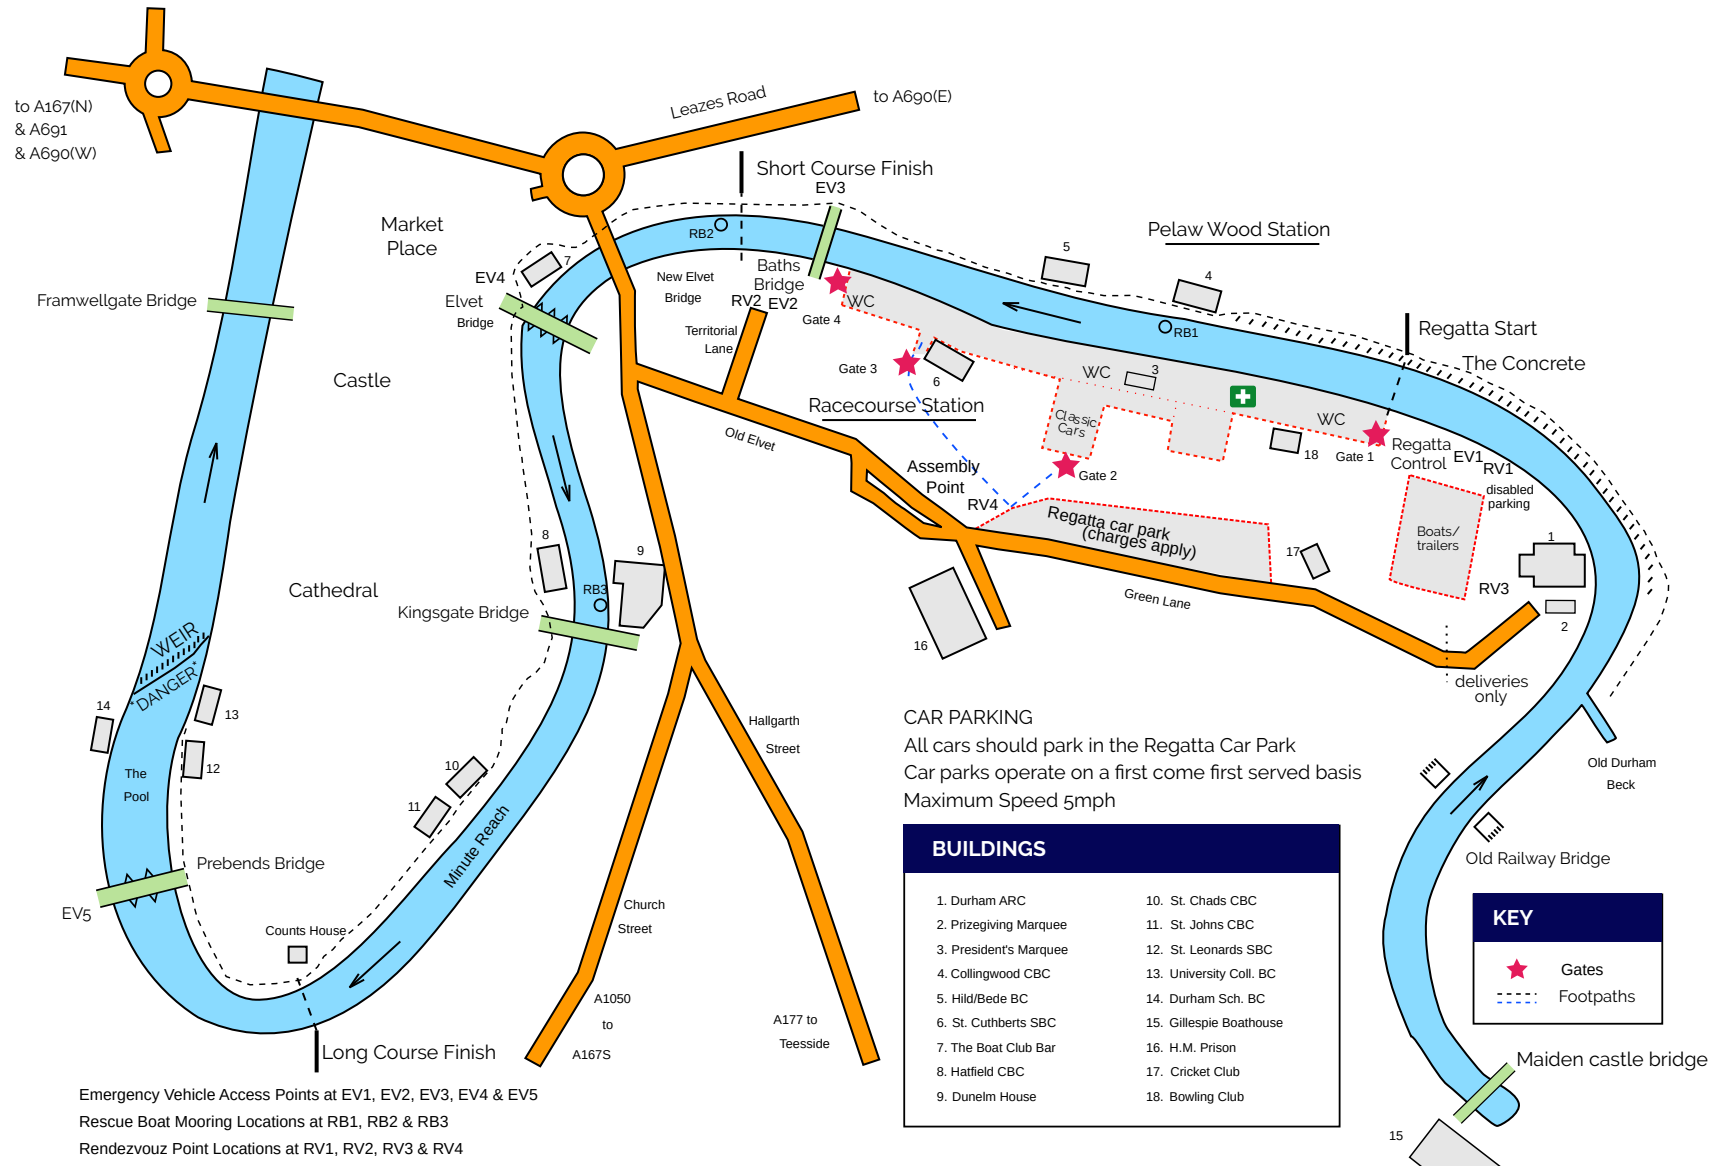 to A167(N)
& A691
& A690(W)
Leazes Road
to A690(E)
Short Course Finish
EV3
Market
Place
RB2
Pelaw Wood Station
5
4
7
EV4
Elvet
Bridge
New Elvet
Bridge
Baths
Bridge
RV2
EV2
WC
Gate 4
Framwellgate Bridge
Territorial
Lane
RB1
Regatta Start
The Concrete
Gate 3
6
WC
3
Castle
Racecourse Station
Classic
Cars
WC
Old Elvet
18
Gate 1
Regatta
Control
EV1
RV1
disabled
parking
Assembly
Point
Gate 2
RV4
Regatta car park
(charges apply)
Boats/
trailers
17
1
8
9
RB3
Cathedral
Kingsgate Bridge
Green Lane
RV3
2
16
WEIR
*DANGER*
deliveries
only
14
13
12
The
Pool
10
11
Minute Reach
Hallgarth
Street
Old Durham
Beck
CAR PARKING
All cars should park in the Regatta Car Park
Car parks operate on a first come first served basis
Maximum Speed 5mph
Prebends Bridge
EV5
Counts House
Church
Street
Old Railway Bridge
BUILDINGS
1. Durham ARC
2. Prizegiving Marquee
3. President's Marquee
4. Collingwood CBC
5. Hild/Bede BC
6. St. Cuthberts SBC
7. The Boat Club Bar
8. Hatfield CBC
9. Dunelm House
10. St. Chads CBC
11. St. Johns CBC
12. St. Leonards SBC
13. University Coll. BC
14. Durham Sch. BC
15. Gillespie Boathouse
16. H.M. Prison
17. Cricket Club
18. Bowling Club
KEY
Gates
Footpaths
A1050
to
A167S
A177 to
Teesside
Long Course Finish
Maiden castle bridge
15
Emergency Vehicle Access Points at EV1, EV2, EV3, EV4 & EV5
Rescue Boat Mooring Locations at RB1, RB2 & RB3
Rendezvouz Point Locations at RV1, RV2, RV3 & RV4